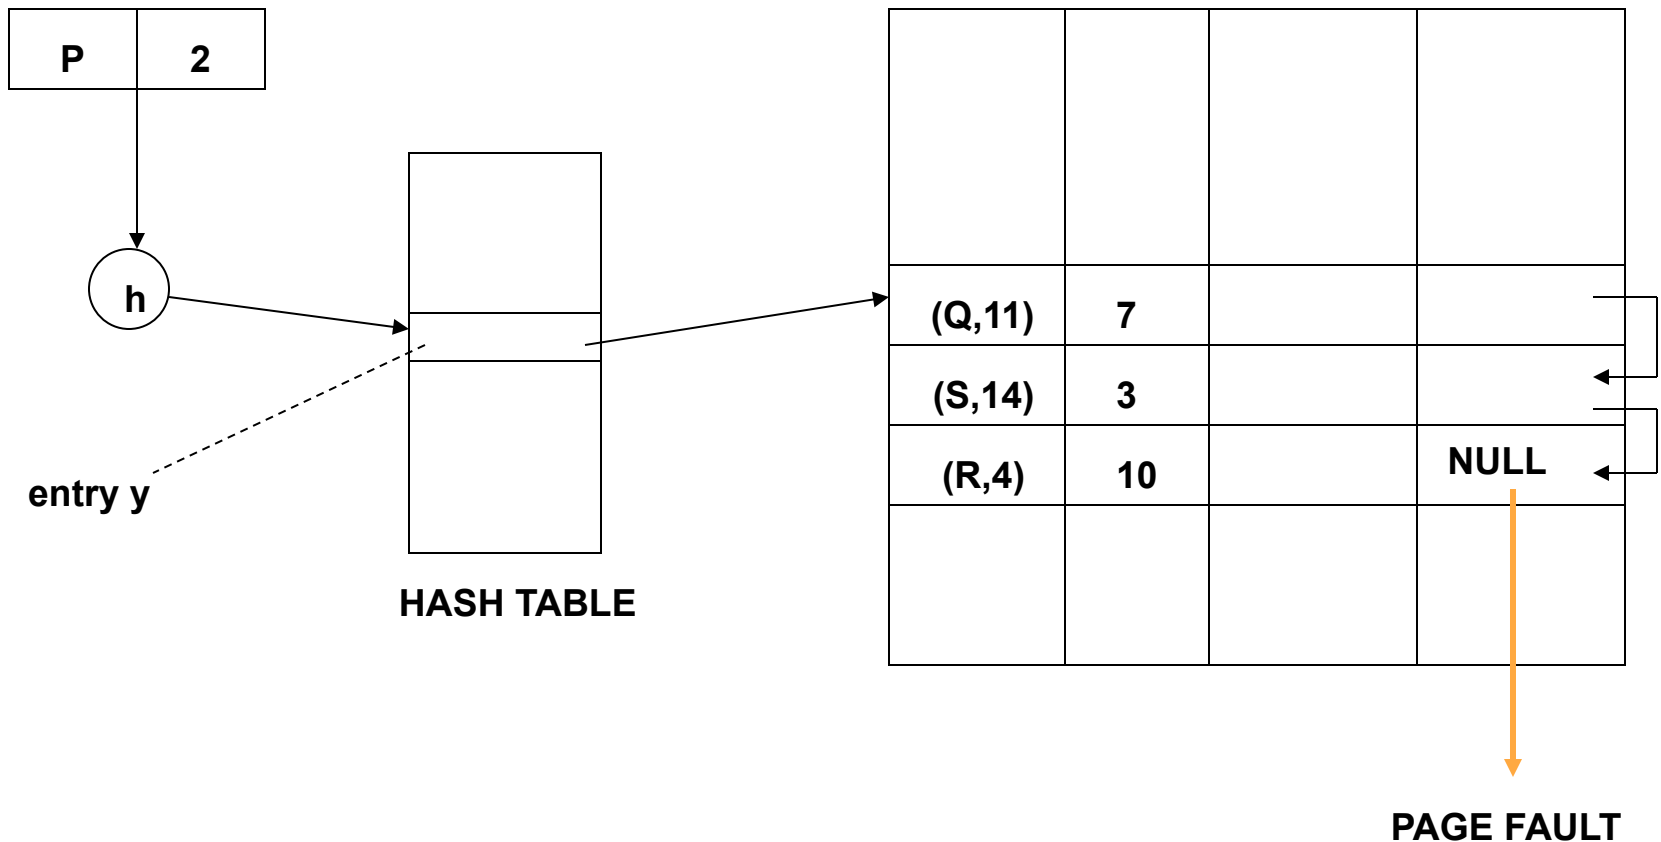 P 2
h
(Q,11) 7
(S,14) 3
(R,4) 10 NULL
entry y
HASH TABLE
PAGE FAULT